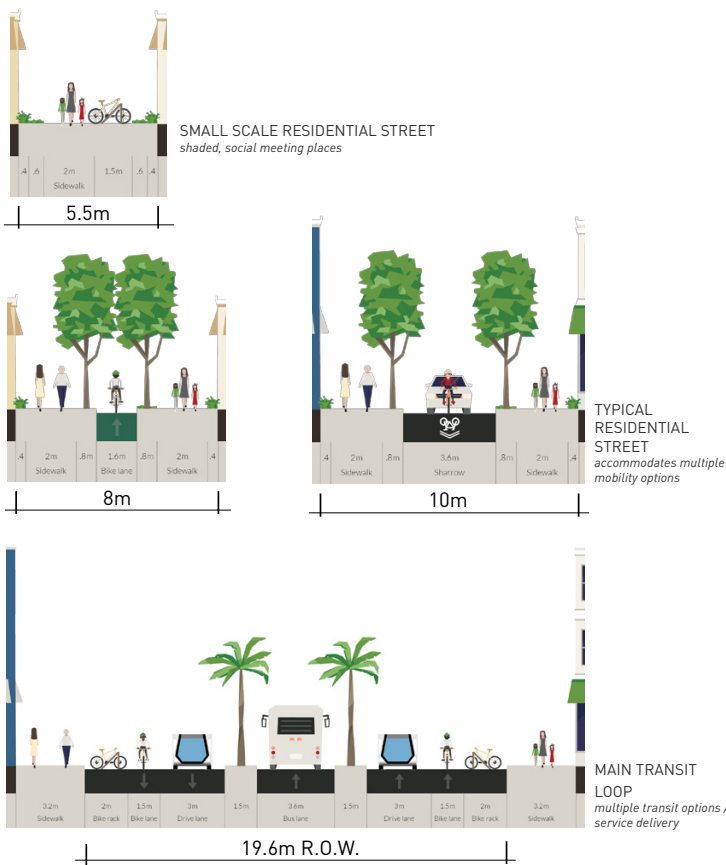 SMALL SCALE RESIDENTIAL STREET
shaded, social meeting places
.4 .6 2m 1.5m .6 .4
Sidewalk
5.5m
.4 2m .8m 1.6m .8m 2m .4
Sidewalk Bike lane Sidewalk
8m
.4 2m .8m 3.6m .8m 2m .4
Sidewalk Sharrow Sidewalk
10m
TYPICAL
RESIDENTIAL
STREET
accommodates multiple
mobility options
3.2m 2m 1.5m 3m 1.5m 3.6m 1.5m 3m 1.5m 2m 3.2m
Sidewalk Bike rack Bike lane Drive lane Bus lane Drive lane Bike lane Bike rack Sidewalk
19.6m R.O.W.
MAIN TRANSIT
LOOP
multiple transit options /
service delivery